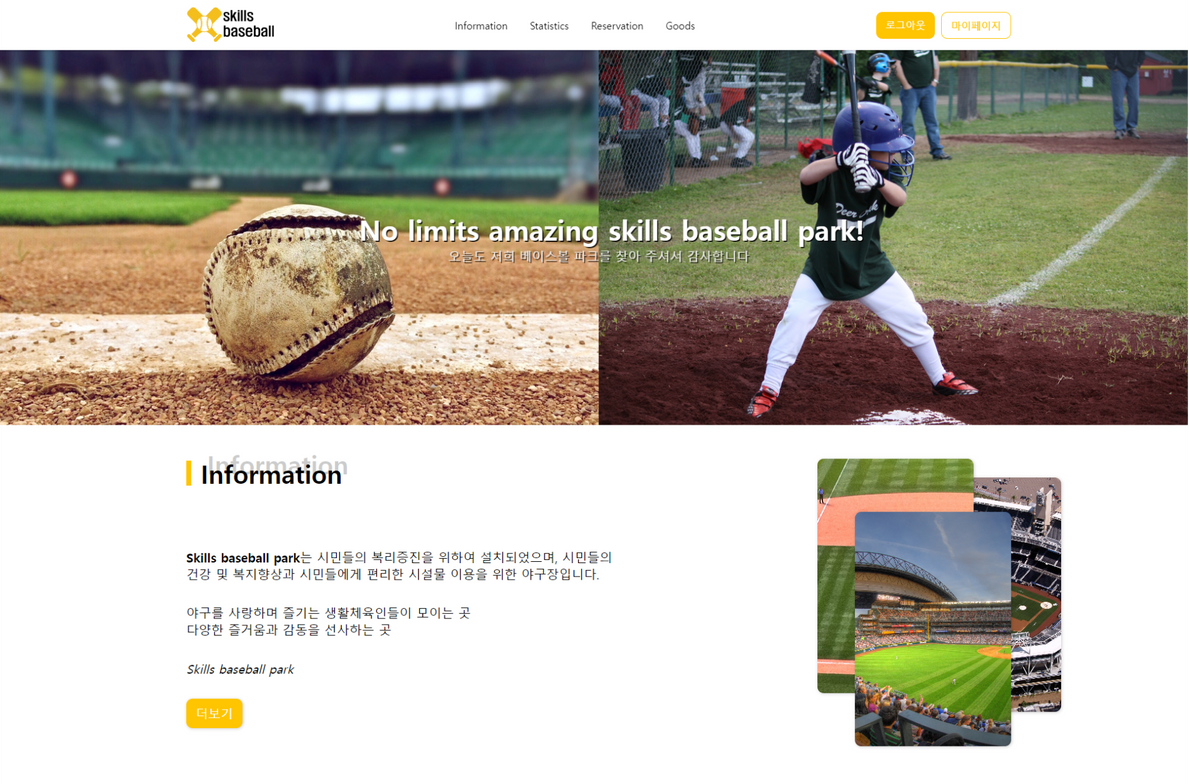 skills
baseball
Information
Statistics
Reservation
Goods
로그아웃
마이페이지
No limits amazing skills baseball park!
오늘도 저희 베이스볼 파크를 찾아 주셔서 감사합니다
Information
Information
Skills baseball park는 시민들의 복리증진을 위하여 설치되었으며, 시민들의
건강 및 복지향상과 시민들에게 편리한 시설물 이용을 위한 야구장입니다.
야구를 사랑하며 즐기는 생활체육인들이 모이는 곳
다양한 즐거움과 감동을 선사하는 곳
Skills baseball park
더보기